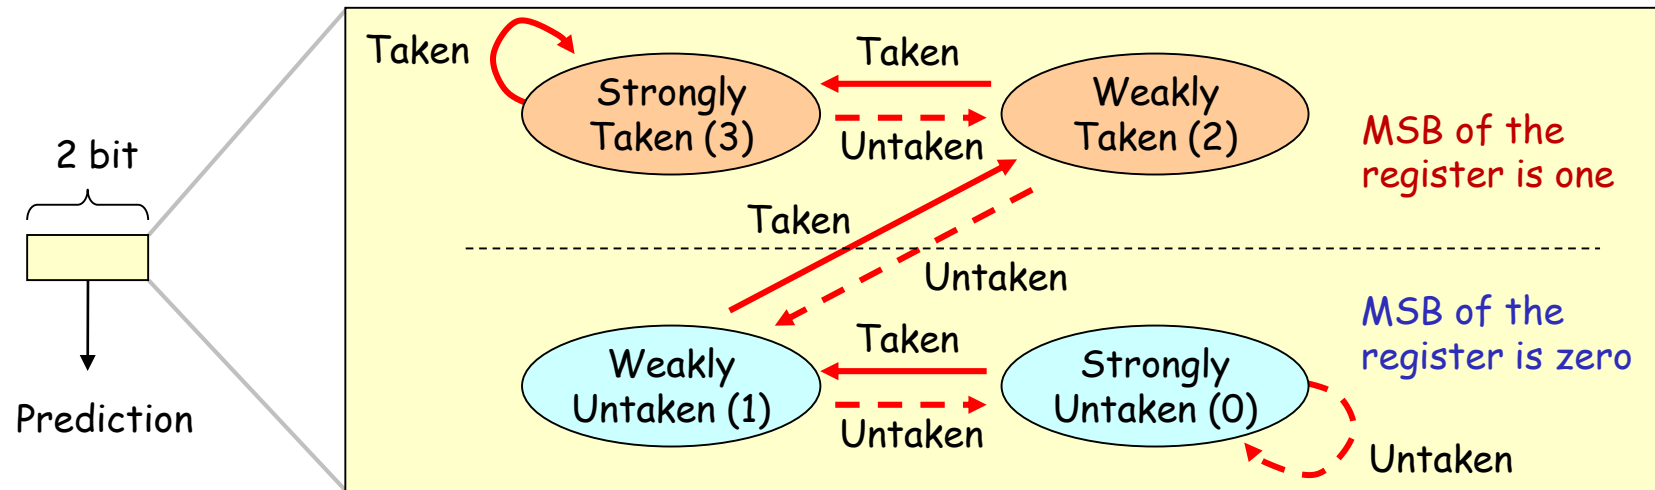 2 bit
Prediction
Taken
Strongly
Taken (3)
Taken
Untaken
Weakly
Taken (2)
MSB of the
register is one
Taken
Untaken
Weakly
Untaken (1)
Taken
Untaken
Strongly
Untaken (0)
MSB of the
register is zero
Untaken